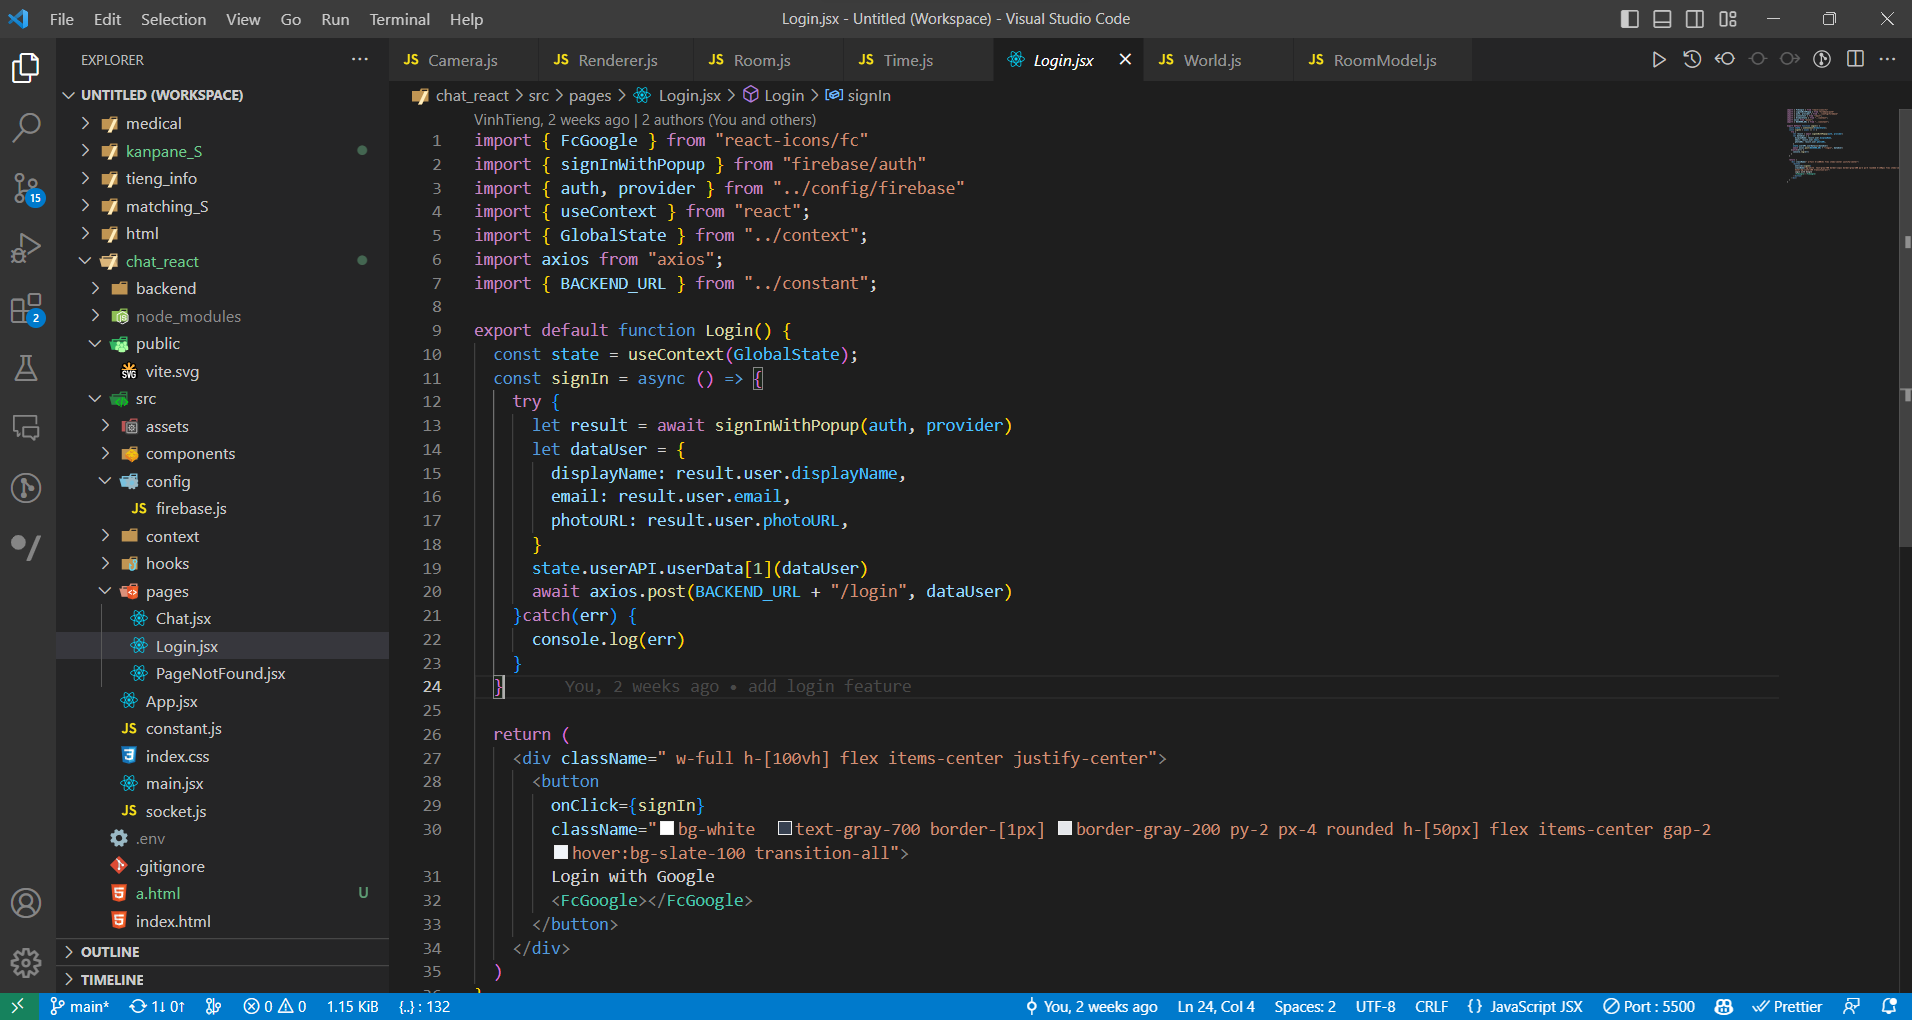 File Edit Selection View Go Run Terminal Help
Login.jsx - Untitled (Workspace) - Visual Studio Code
EXPLORER
UNTITLED (WORKSPACE)
medical
kanpane_S
tieng_info
matching_S
html
chat_react
backend
node_modules
public
vite.svg
src
assets
components
config
JS firebase.js
context
hooks
pages
Chat.jsx
Login.jsx
PageNotFound.jsx
App.jsx
JS constant.js
index.css
main.jsx
JS socket.js
.env
.gitignore
a.html U
index.html
OUTLINE
TIMELINE
15
2
JS Camera.js JS Renderer.js JS Room.js JS Time.js Login.jsx JS World.js JS RoomModel.js
chat_react > src > pages > Login.jsx > Login > signIn
VinhTieng, 2 weeks ago | 2 authors (You and others)
1 import { FcGoogle } from "react-icons/fc"
2 import { signInWithPopup } from "firebase/auth"
3 import { auth, provider } from "../config/firebase"
4 import { useContext } from "react";
5 import { GlobalState } from "../context";
6 import axios from "axios";
7 import { BACKEND_URL } from "../constant";
8
9 export default function Login() {
10 const state = useContext(GlobalState);
11 const signIn = async () => {
12 try {
13 let result = await signInWithPopup(auth, provider)
14 let dataUser = {
15 displayName: result.user.displayName,
16 email: result.user.email,
17 photoURL: result.user.photoURL,
18 }
19 state.userAPI.userData[1](dataUser)
20 await axios.post(BACKEND_URL + "/login", dataUser)
21 }catch(err) {
22 console.log(err)
23 }
24 } You, 2 weeks ago • add login feature
25
26 return (
27 <div className=" w-full h-[100vh] flex items-center justify-center">
28 <button
29 onClick={signIn}
30 className="bg-white text-gray-700 border-[1px] border-gray-200 py-2 px-4 rounded h-[50px] flex items-center gap-2
hover:bg-slate-100 transition-all">
31 Login with Google
32 <FcGoogle></FcGoogle>
33 </button>
34 </div>
35 )
main* 1↓ 0↑ 0 0 1.15 KiB {..} : 132 You, 2 weeks ago Ln 24, Col 4 Spaces: 2 UTF-8 CRLF {} JavaScript JSX Port : 5500 Prettier